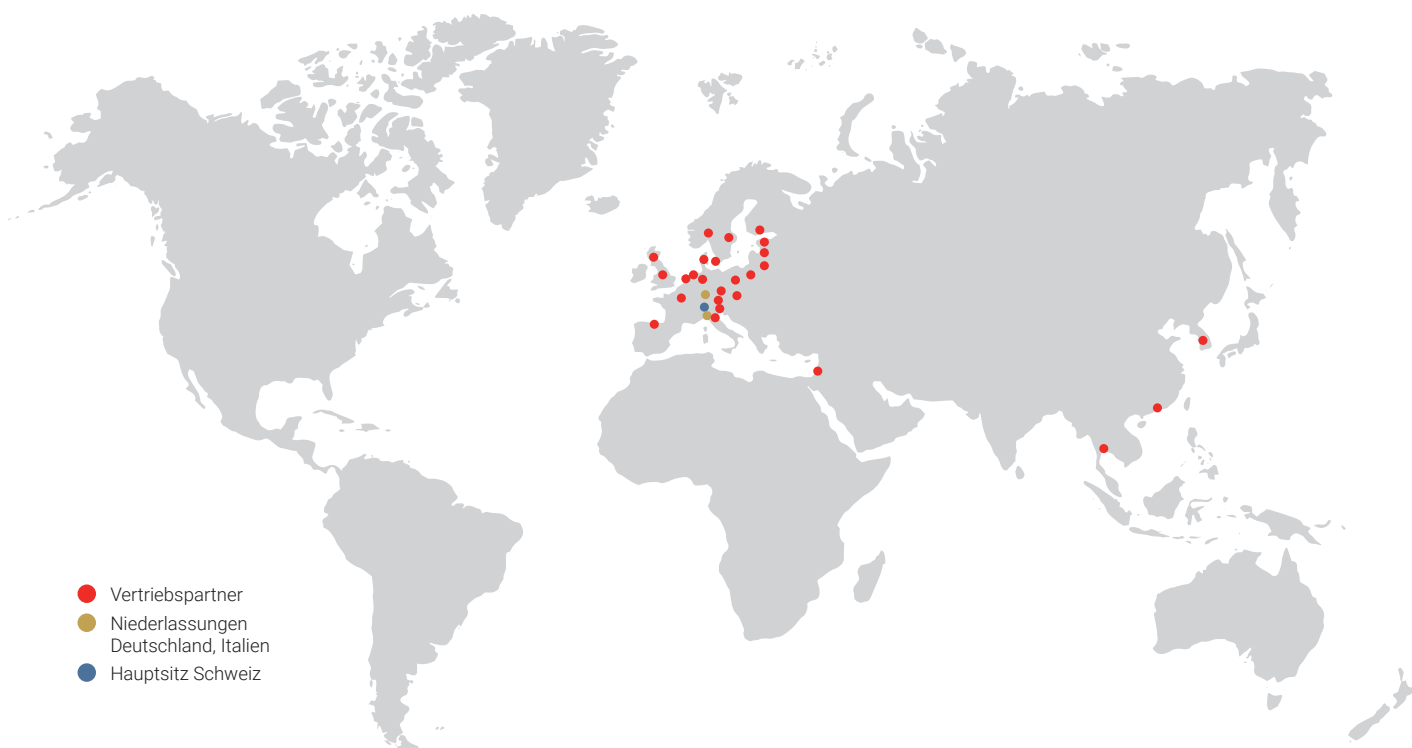 Vertriebspartner
Niederlassungen
Deutschland, Italien
Hauptsitz Schweiz